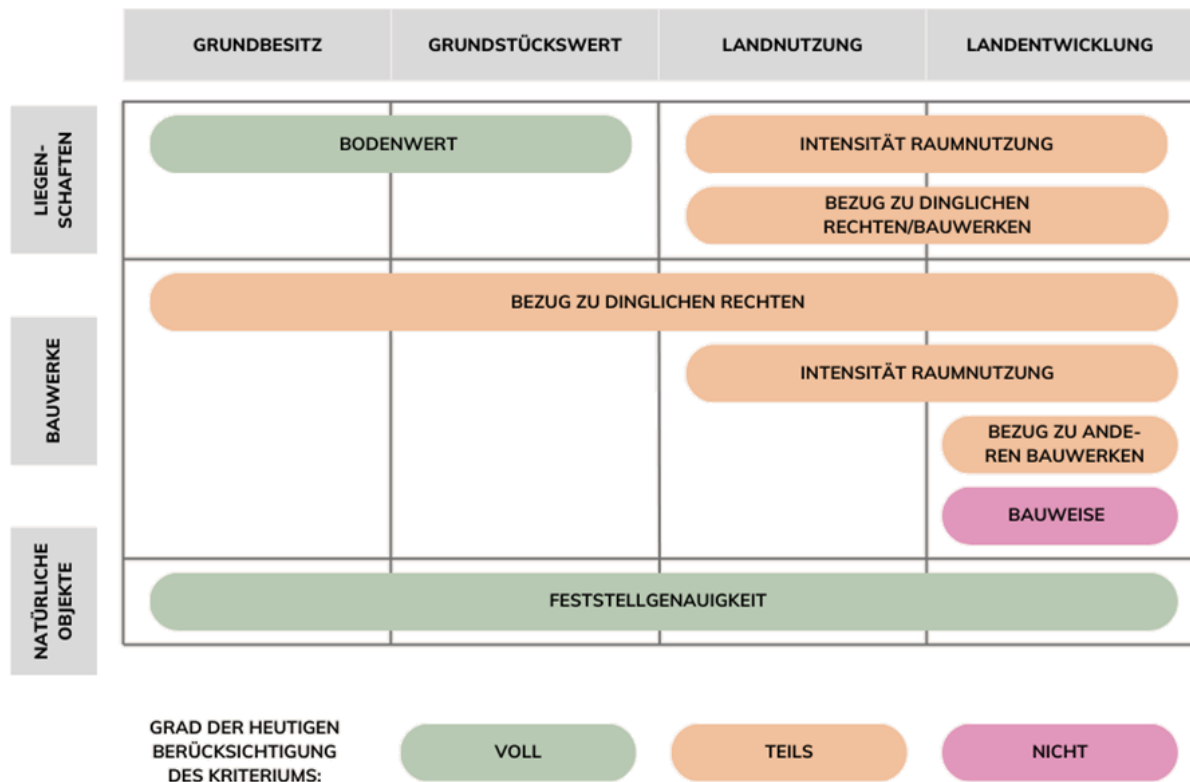 GRUNDBESITZ
GRUNDSTÜCKSWERT
LANDNUTZUNG
LANDENTWICKLUNG
LIEGEN-
SCHAFTEN
BODENWERT
INTENSITÄT RAUMNUTZUNG
BEZUG ZU DINGLICHEN
RECHTEN/BAUWERKEN
BAUWERKE
BEZUG ZU DINGLICHEN RECHTEN
INTENSITÄT RAUMNUTZUNG
BEZUG ZU ANDE-
REN BAUWERKEN
BAUWEISE
NATÜRLICHE
OBJEKTE
FESTSTELLGENAUIGKEIT
GRAD DER HEUTIGEN
BERÜCKSICHTIGUNG
DES KRITERIUMS:
VOLL
TEILS
NICHT